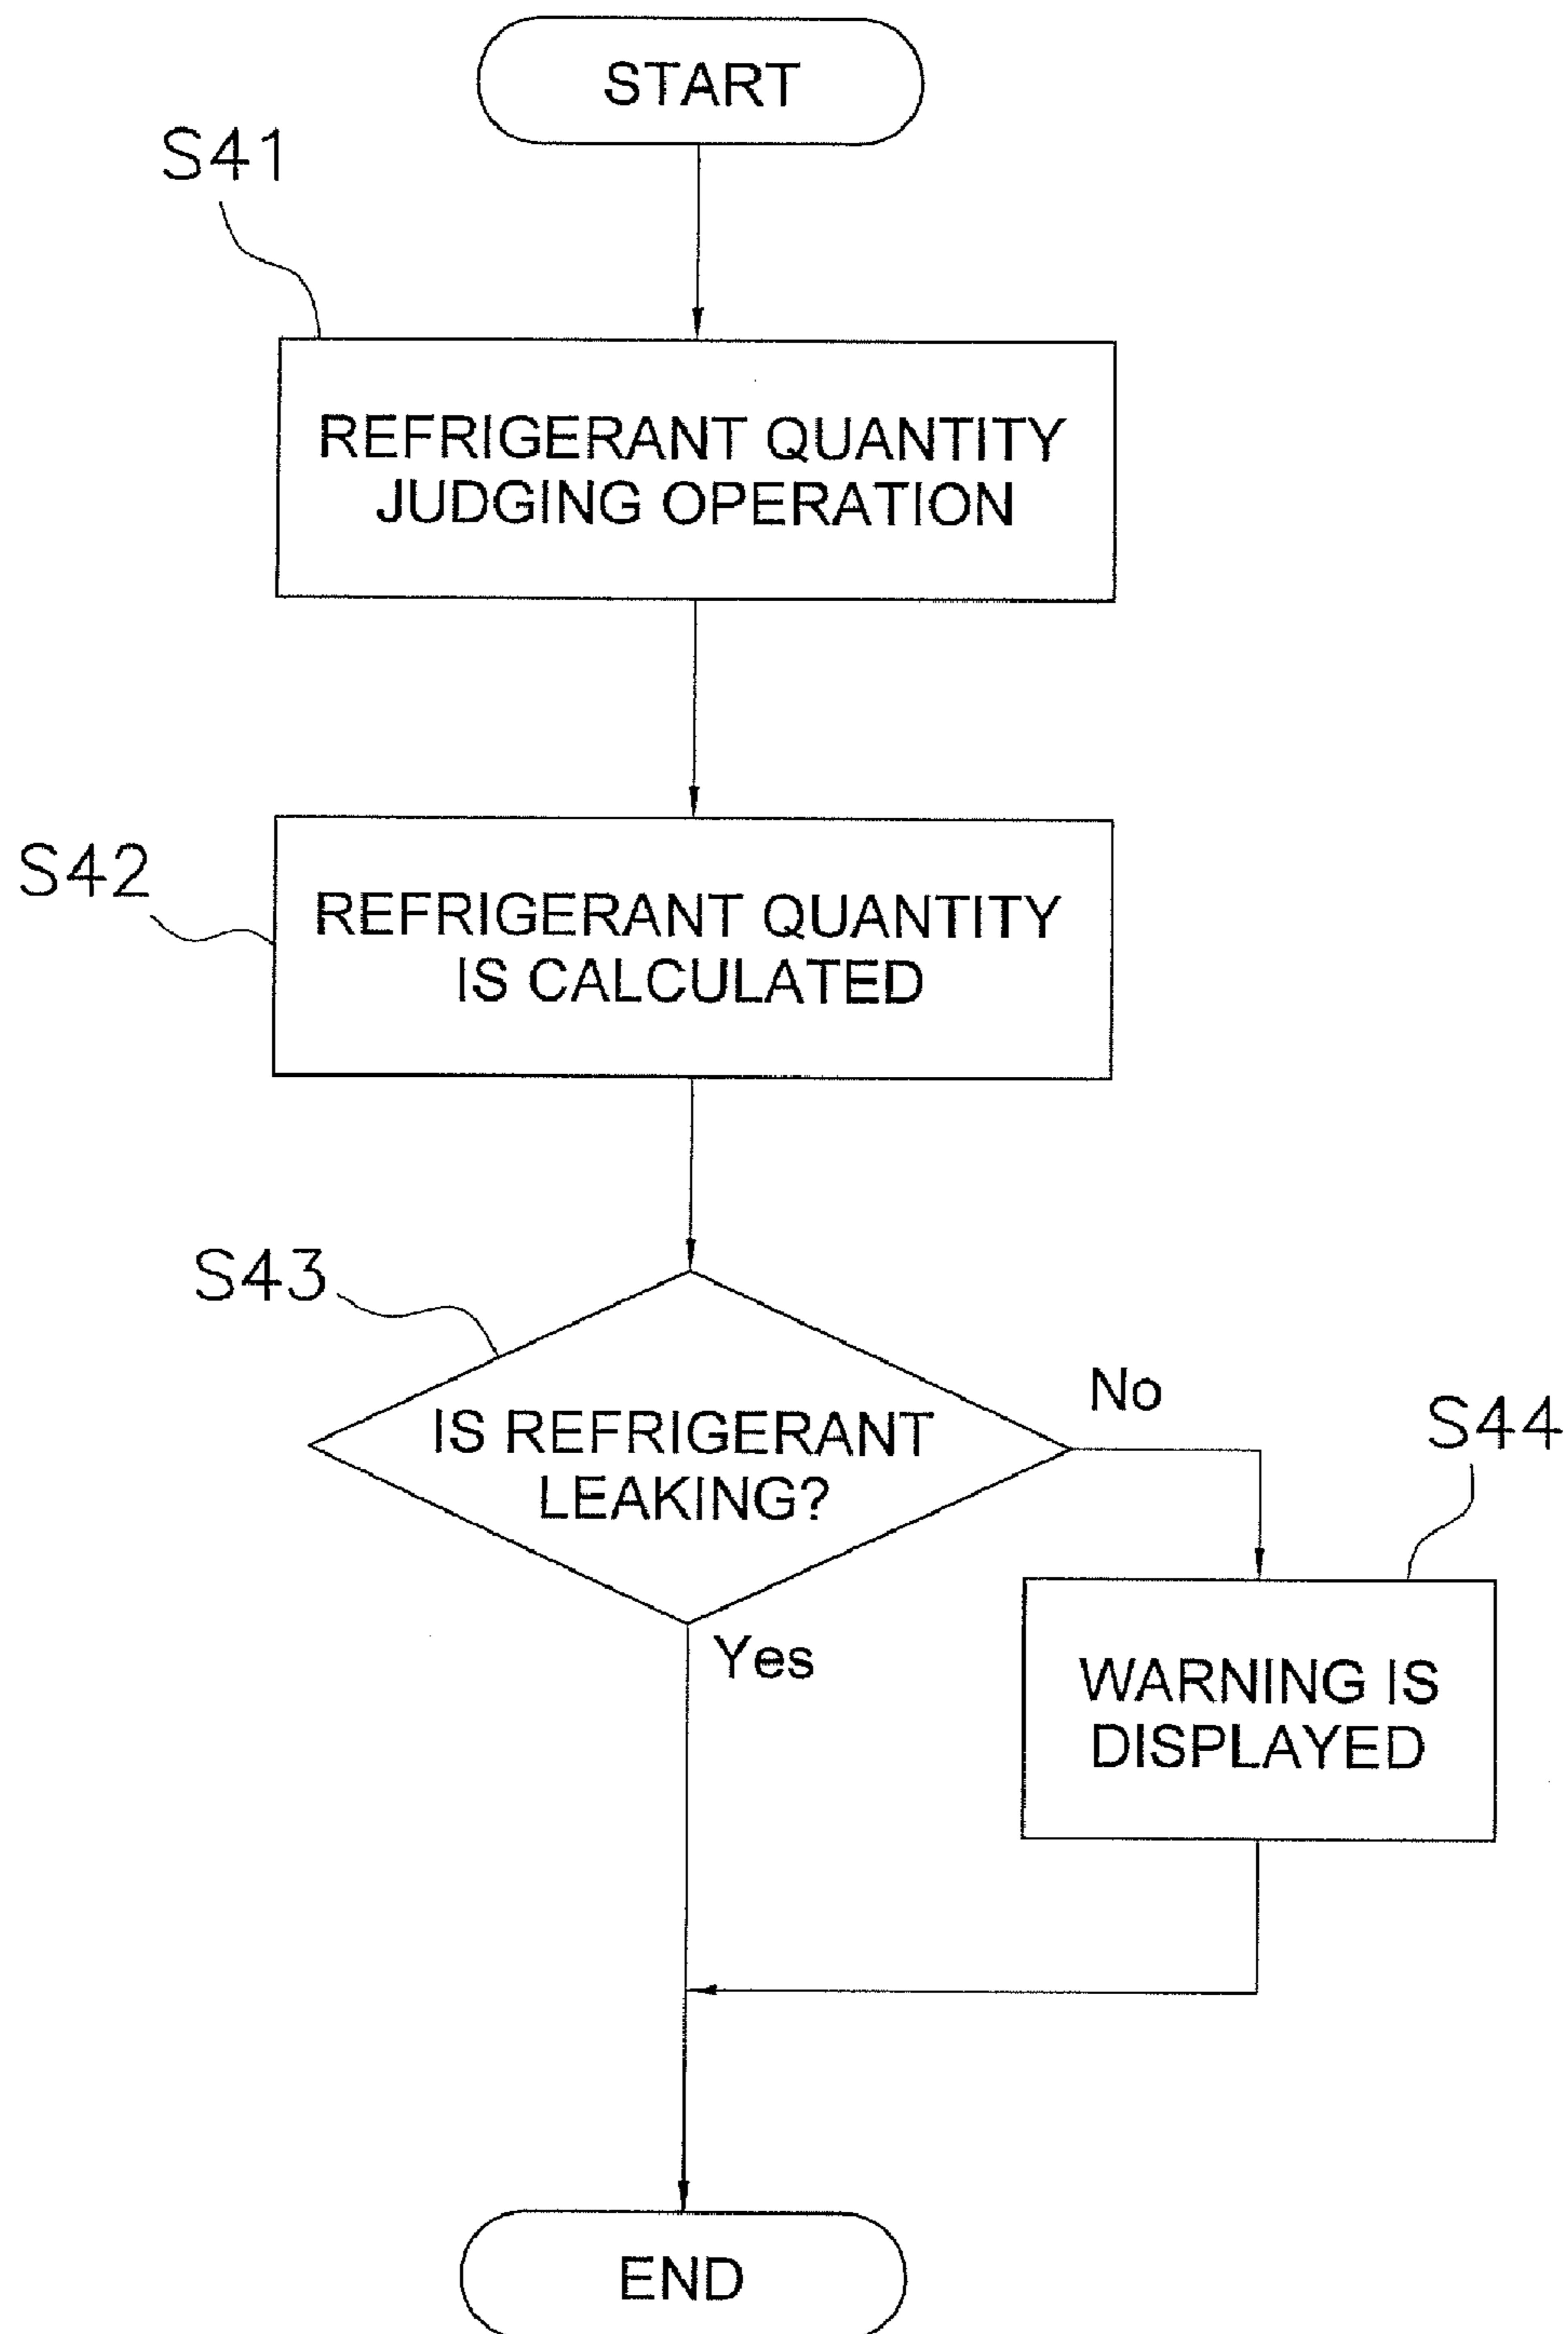 START
S41
REFRIGERANT QUANTITY
JUDGING OPERATION
S42
REFRIGERANT QUANTITY
IS CALCULATED
S43
IS REFRIGERANT
LEAKING?
No
S44
Yes
WARNING IS
DISPLAYED
END